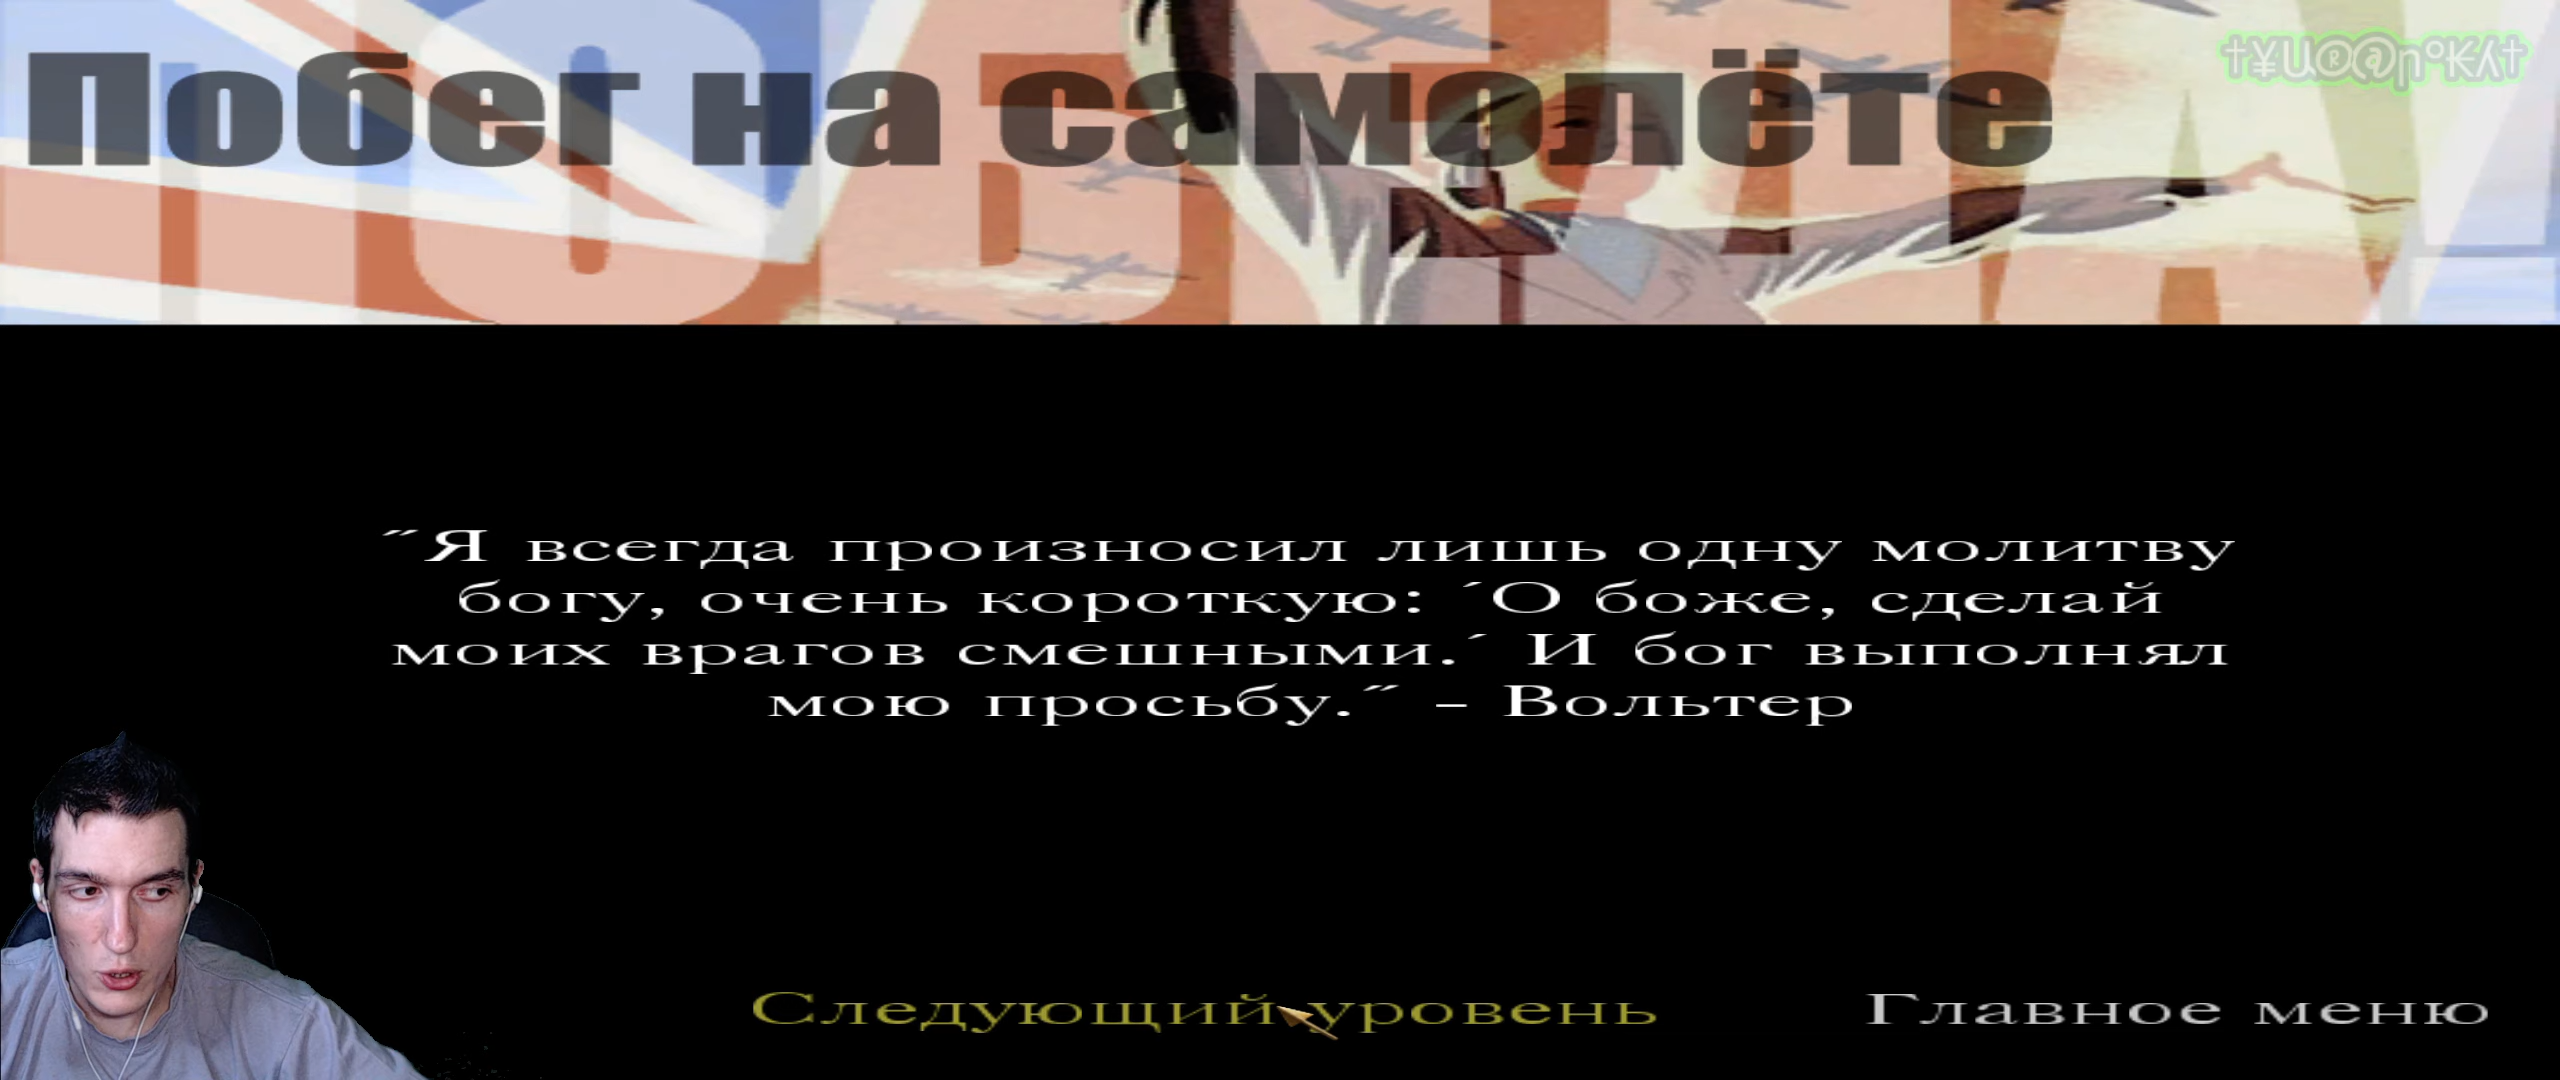 Побег на самолёте
†¥U®@ηºKΛ†
˝Я всегда произносил лишь одну молитву
богу, очень короткую: ´О боже, сделай
моих врагов смешными.´ И бог выполнял
мою просьбу.˝ – Вольтер
Следующий уровень
Главное меню